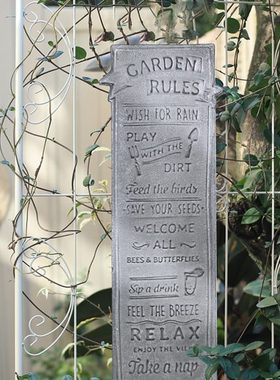 GARDEN
RULES
WISH FOR RAIN
PLAY
WITH THE
DIRT
Feed the birds
SAVE YOUR SEEDS
WELCOME
ALL
BEES & BUTTERFLIES
Sip a drink
FEEL THE BREEZE
RELAX
ENJOY THE VIEW
Take a nap